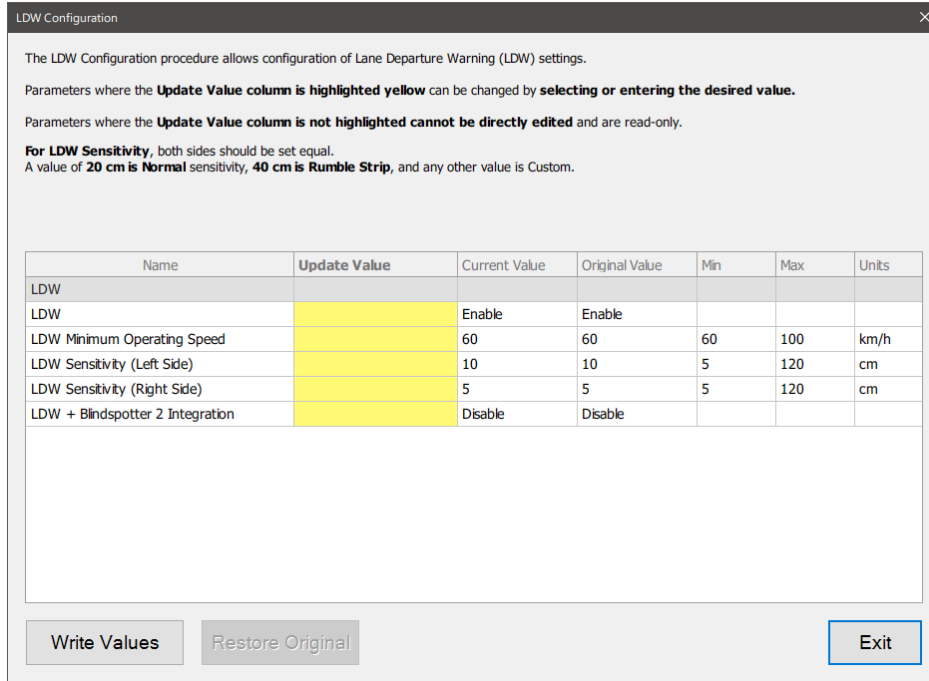 LDW Configuration
The LDW Configuration procedure allows configuration of Lane Departure Warning (LDW) settings.
Parameters where the Update Value column is highlighted yellow can be changed by selecting or entering the desired value.
Parameters where the Update Value column is not highlighted cannot be directly edited and are read-only.
For LDW Sensitivity, both sides should be set equal.
A value of 20 cm is Normal sensitivity, 40 cm is Rumble Strip, and any other value is Custom.
Name Update Value Current Value Original Value Min Max Units
LDW
LDW Enable Enable
LDW Minimum Operating Speed 60 60 60 100 km/h
LDW Sensitivity (Left Side) 10 10 5 120 cm
LDW Sensitivity (Right Side) 5 5 5 120 cm
LDW + Blindspotter 2 Integration Disable Disable
Write Values Restore Original Exit